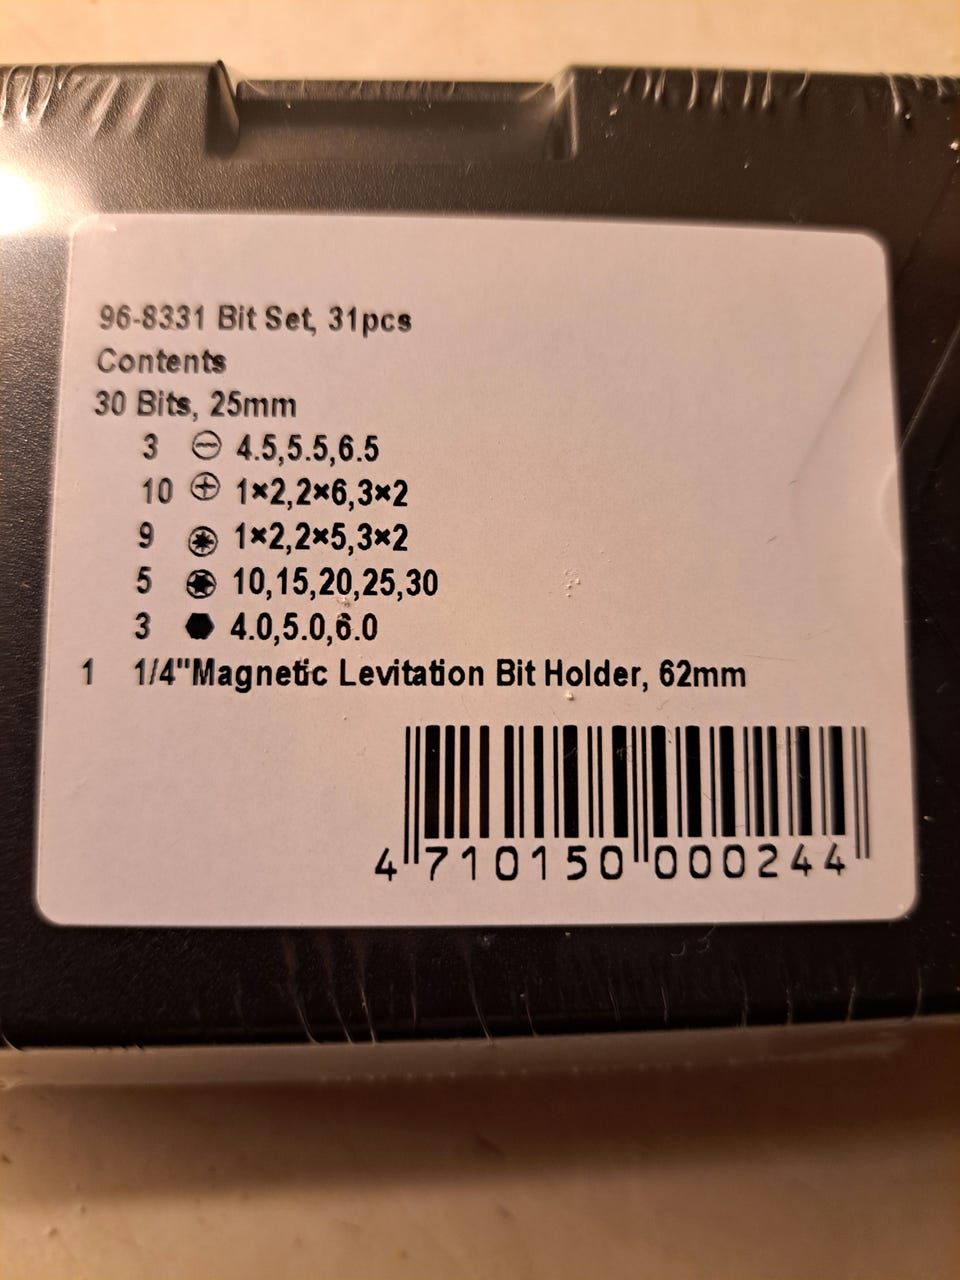 96-8331 Bit Set, 31pcs
Contents
30 Bits, 25mm
3 4.5,5.5,6.5
10 1×2,2×6,3×2
9 1×2,2×5,3×2
5 10,15,20,25,30
3 4.0,5.0,6.0
1 1/4"Magnetic Levitation Bit Holder, 62mm
4 710150 000244